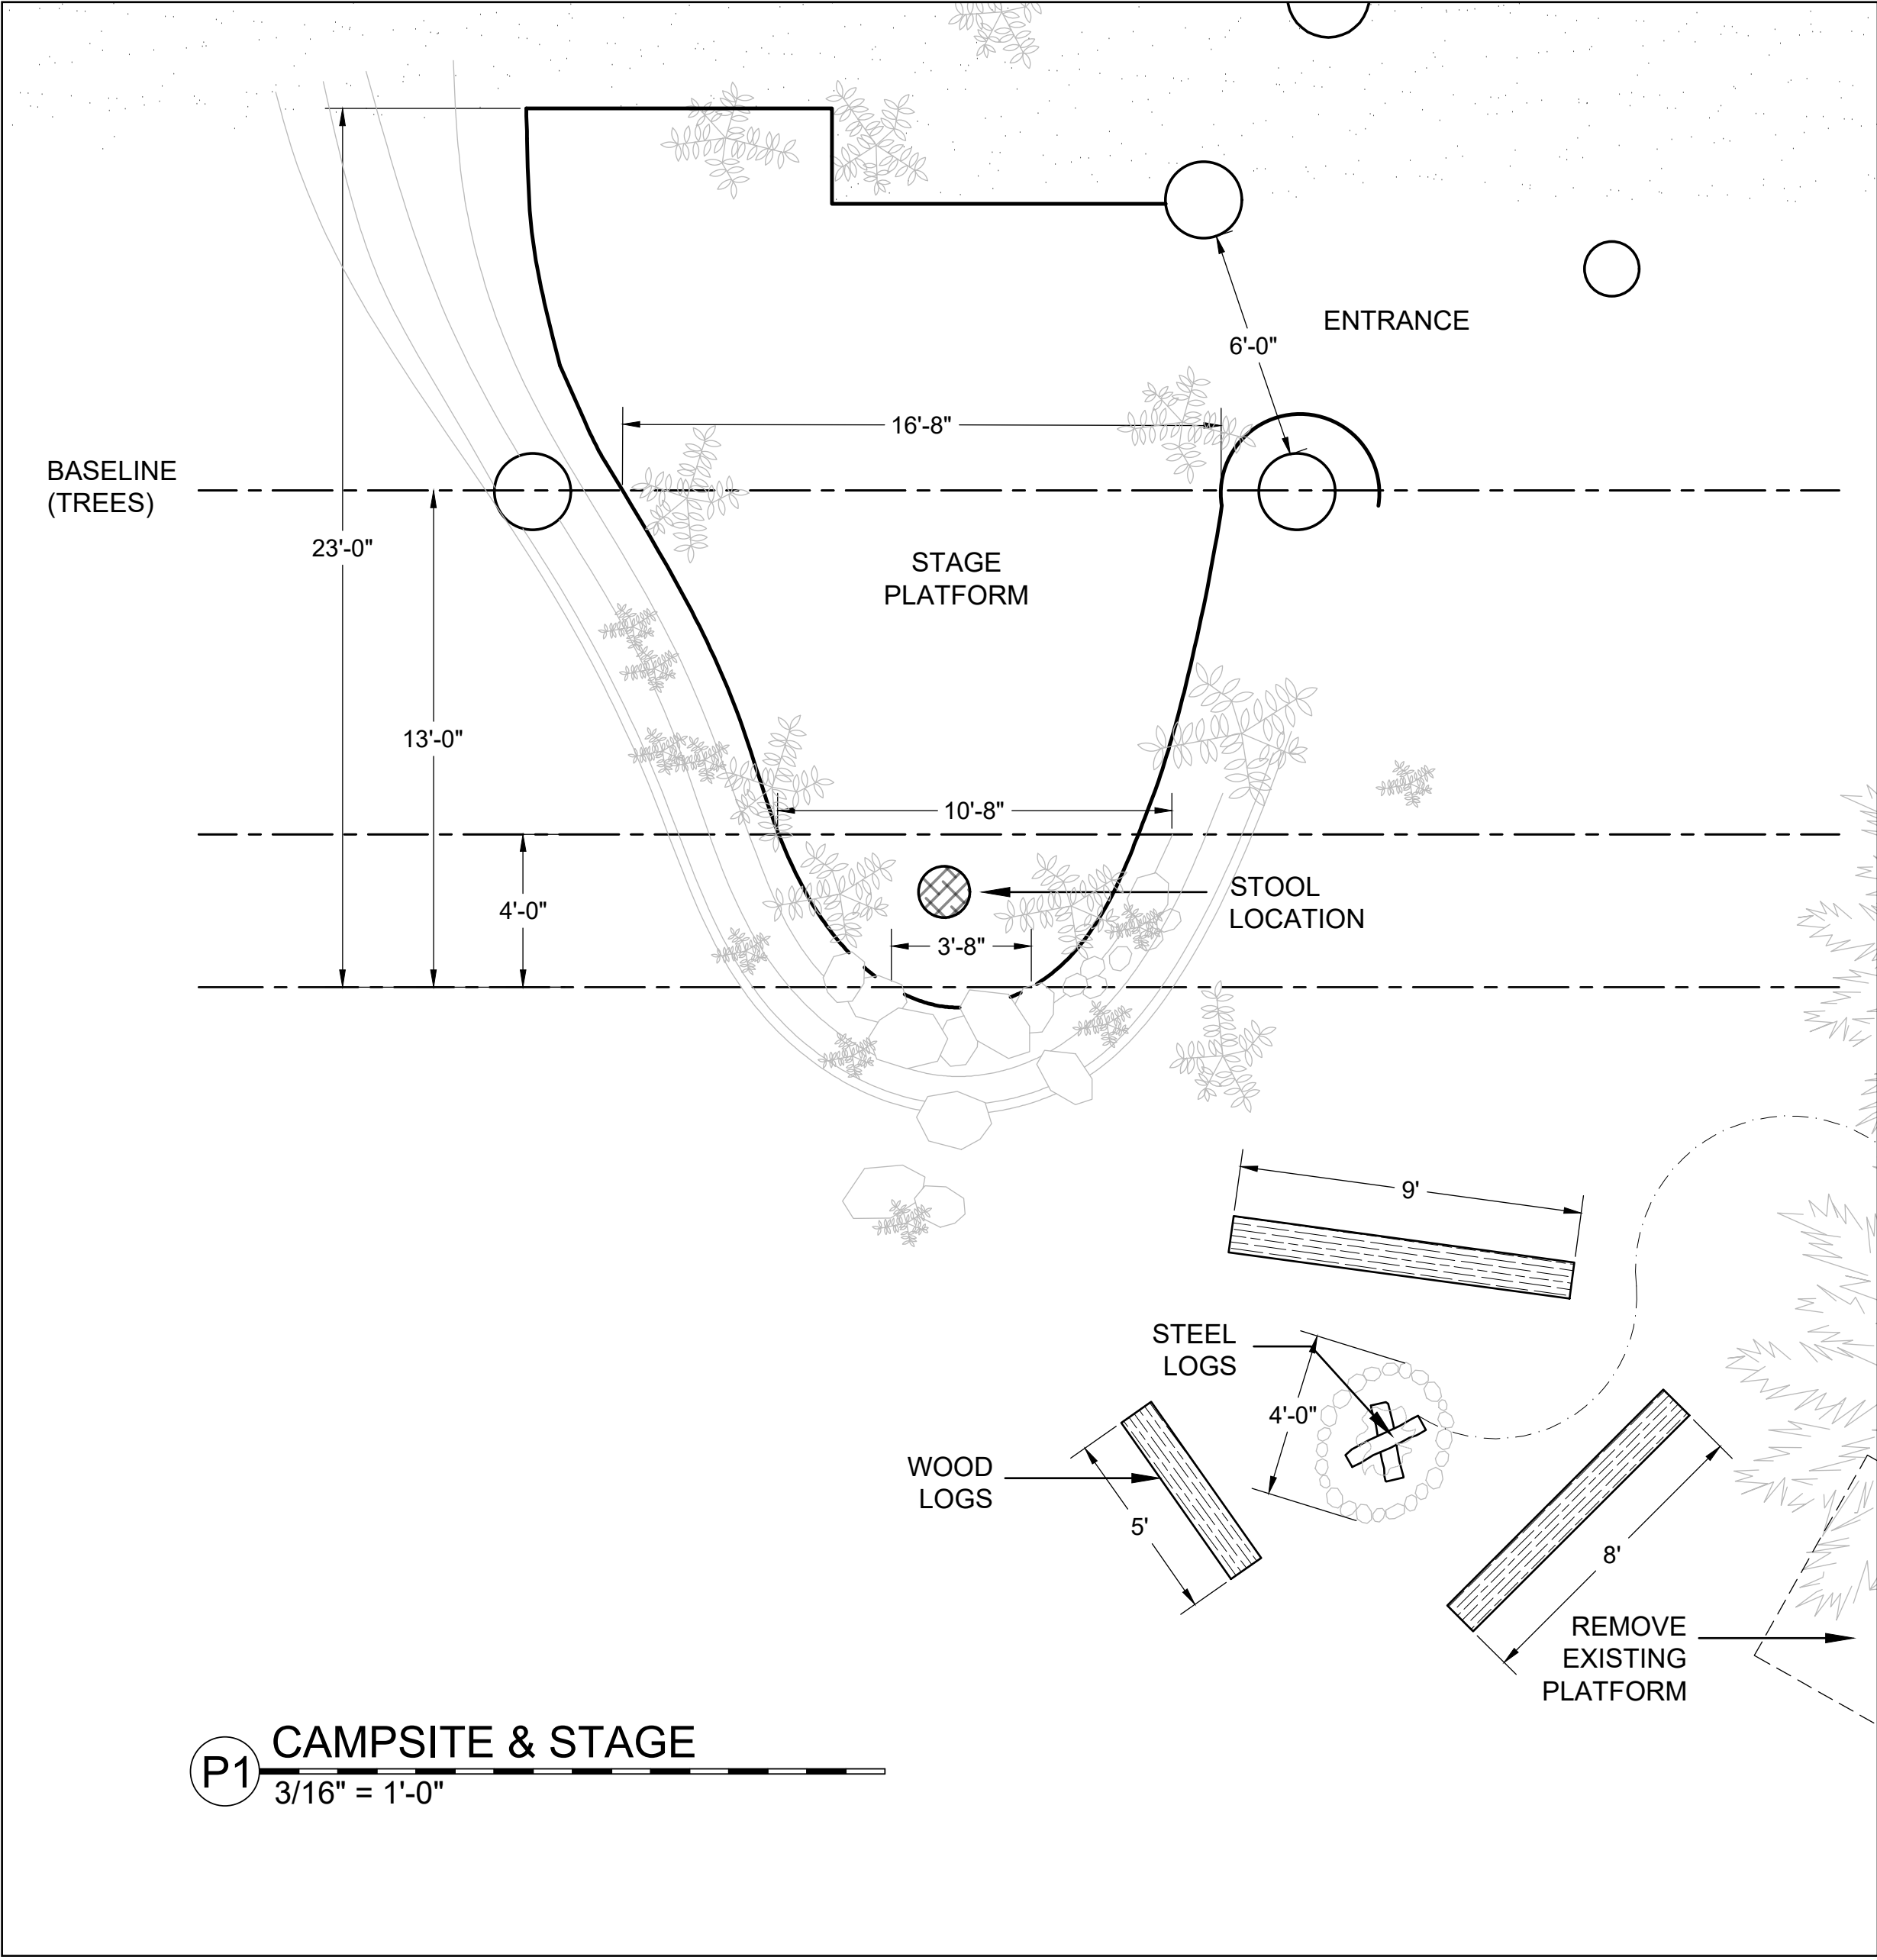 ENTRANCE
6'-0"
16'-8"
BASELINE
(TREES)
23'-0"
STAGE
PLATFORM
13'-0"
10'-8"
4'-0"
STOOL
LOCATION
3'-8"
9'
STEEL
LOGS
4'-0"
WOOD
LOGS
5'
8'
REMOVE
EXISTING
PLATFORM
P1
CAMPSITE & STAGE
3/16" = 1'-0"